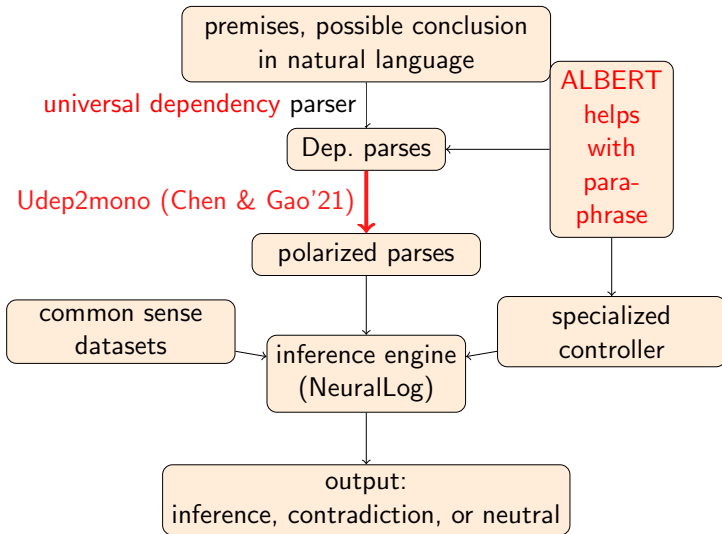 premises, possible conclusion
in natural language
universal dependency parser
ALBERT
helps
with
para-
phrase
Dep. parses
Udep2mono (Chen & Gao'21)
polarized parses
common sense
datasets
inference engine
(NeuralLog)
specialized
controller
output:
inference, contradiction, or neutral